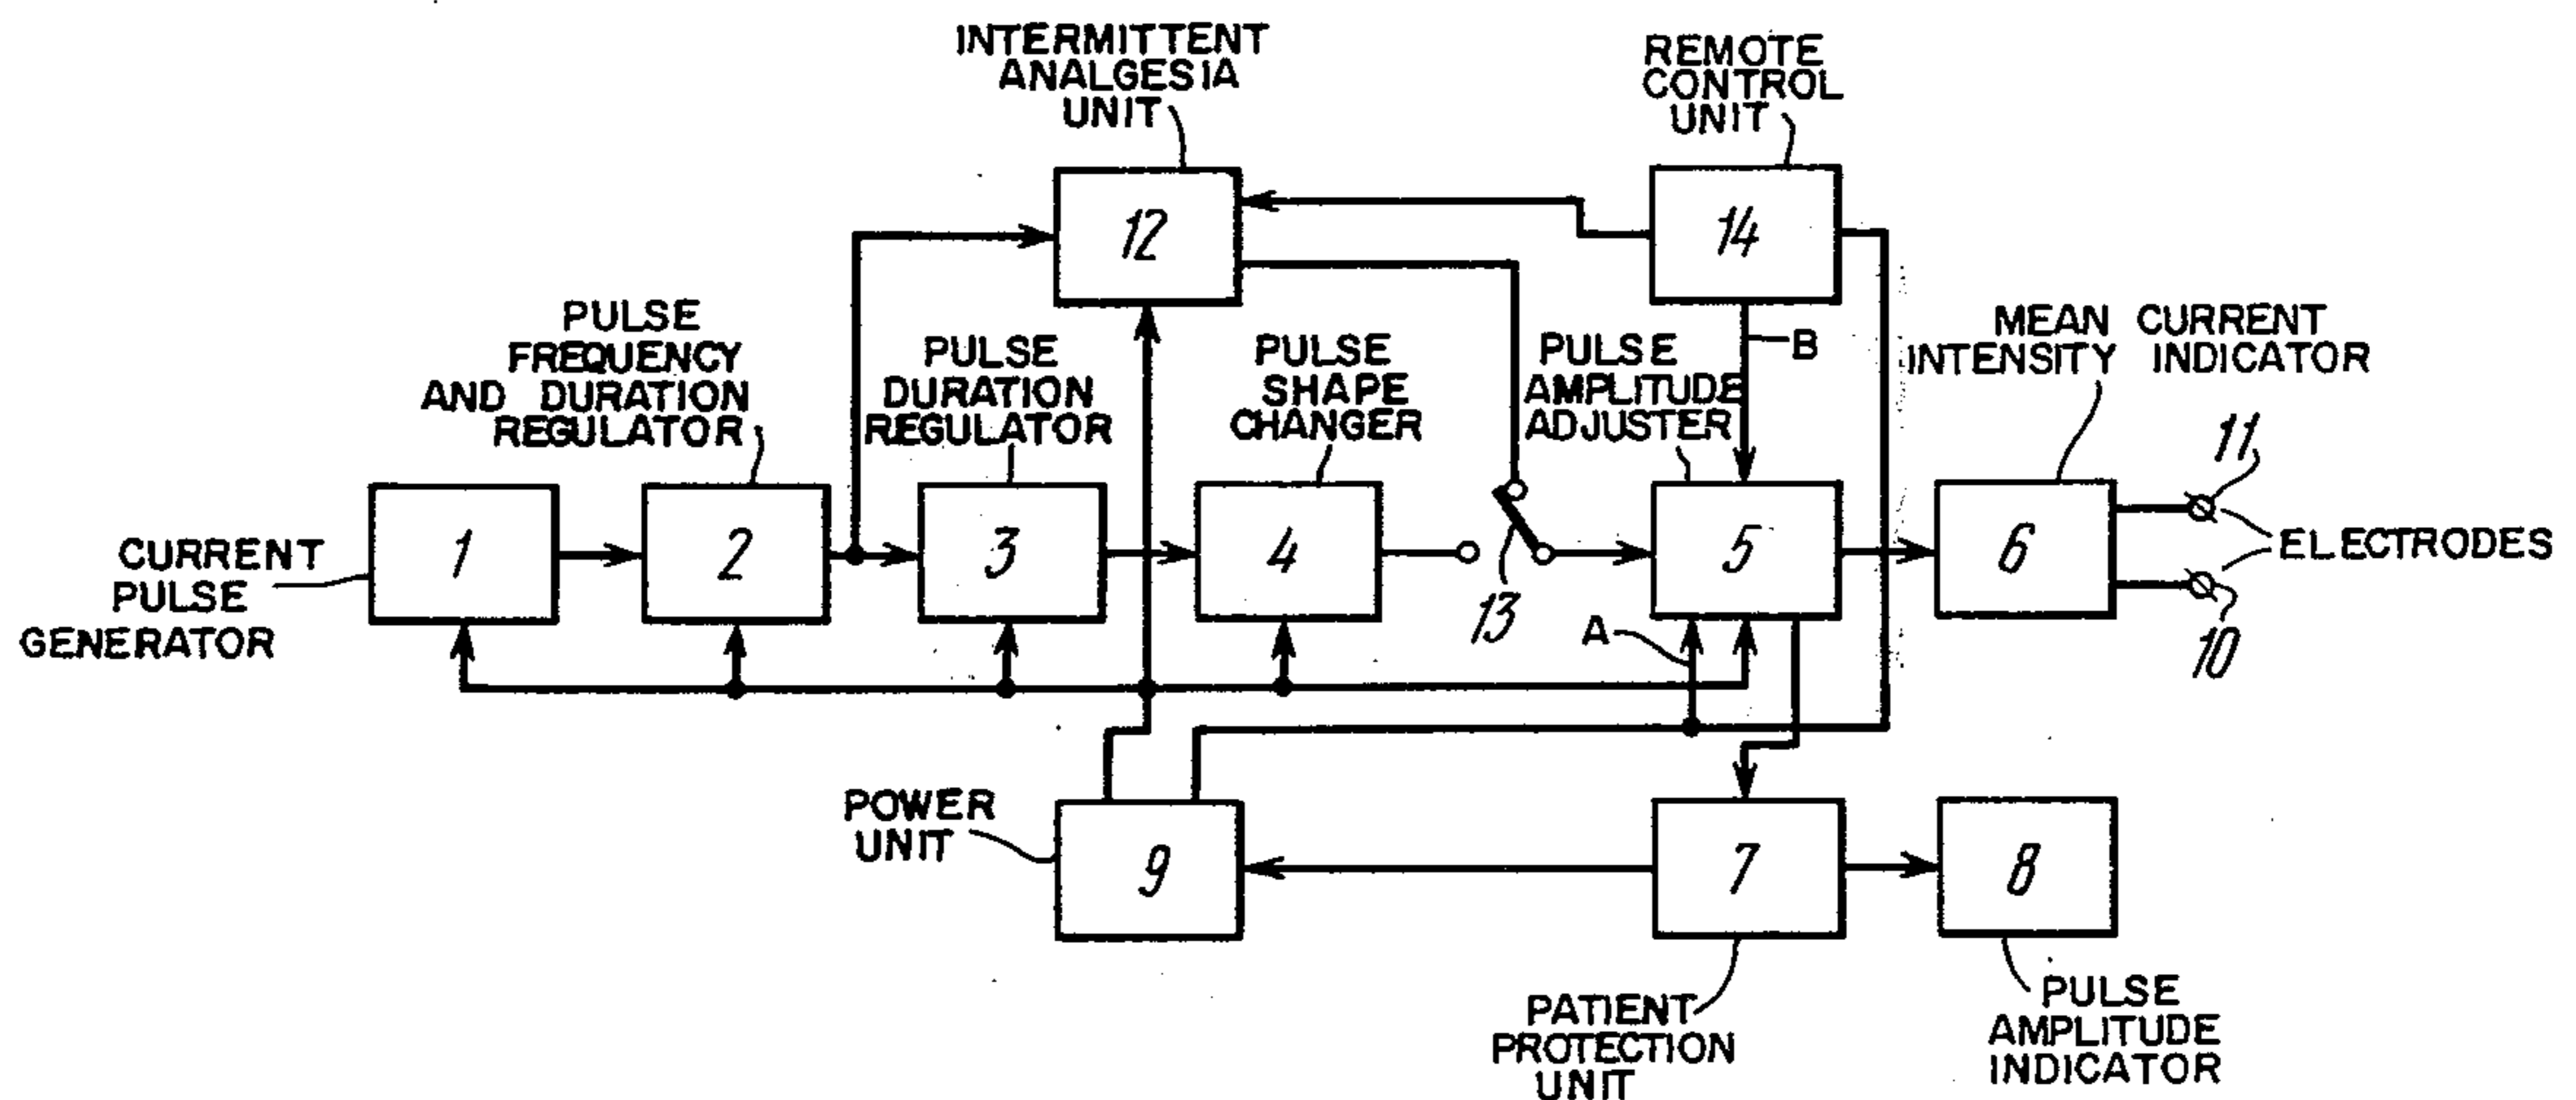 INTERMITTENT
ANALGESIA
UNIT
REMOTE
CONTROL
UNIT
12
14
PULSE
FREQUENCY
AND DURATION
REGULATOR
PULSE
DURATION
REGULATOR
PULSE
SHAPE
CHANGER
PULSE
AMPLITUDE
ADJUSTER
B
MEAN CURRENT
INTENSITY INDICATOR
CURRENT
PULSE
GENERATOR
1
2
3
4
13
5
A
6
11
ELECTRODES
10
POWER
UNIT
9
7
8
PATIENT
PROTECTION
UNIT
PULSE
AMPLITUDE
INDICATOR